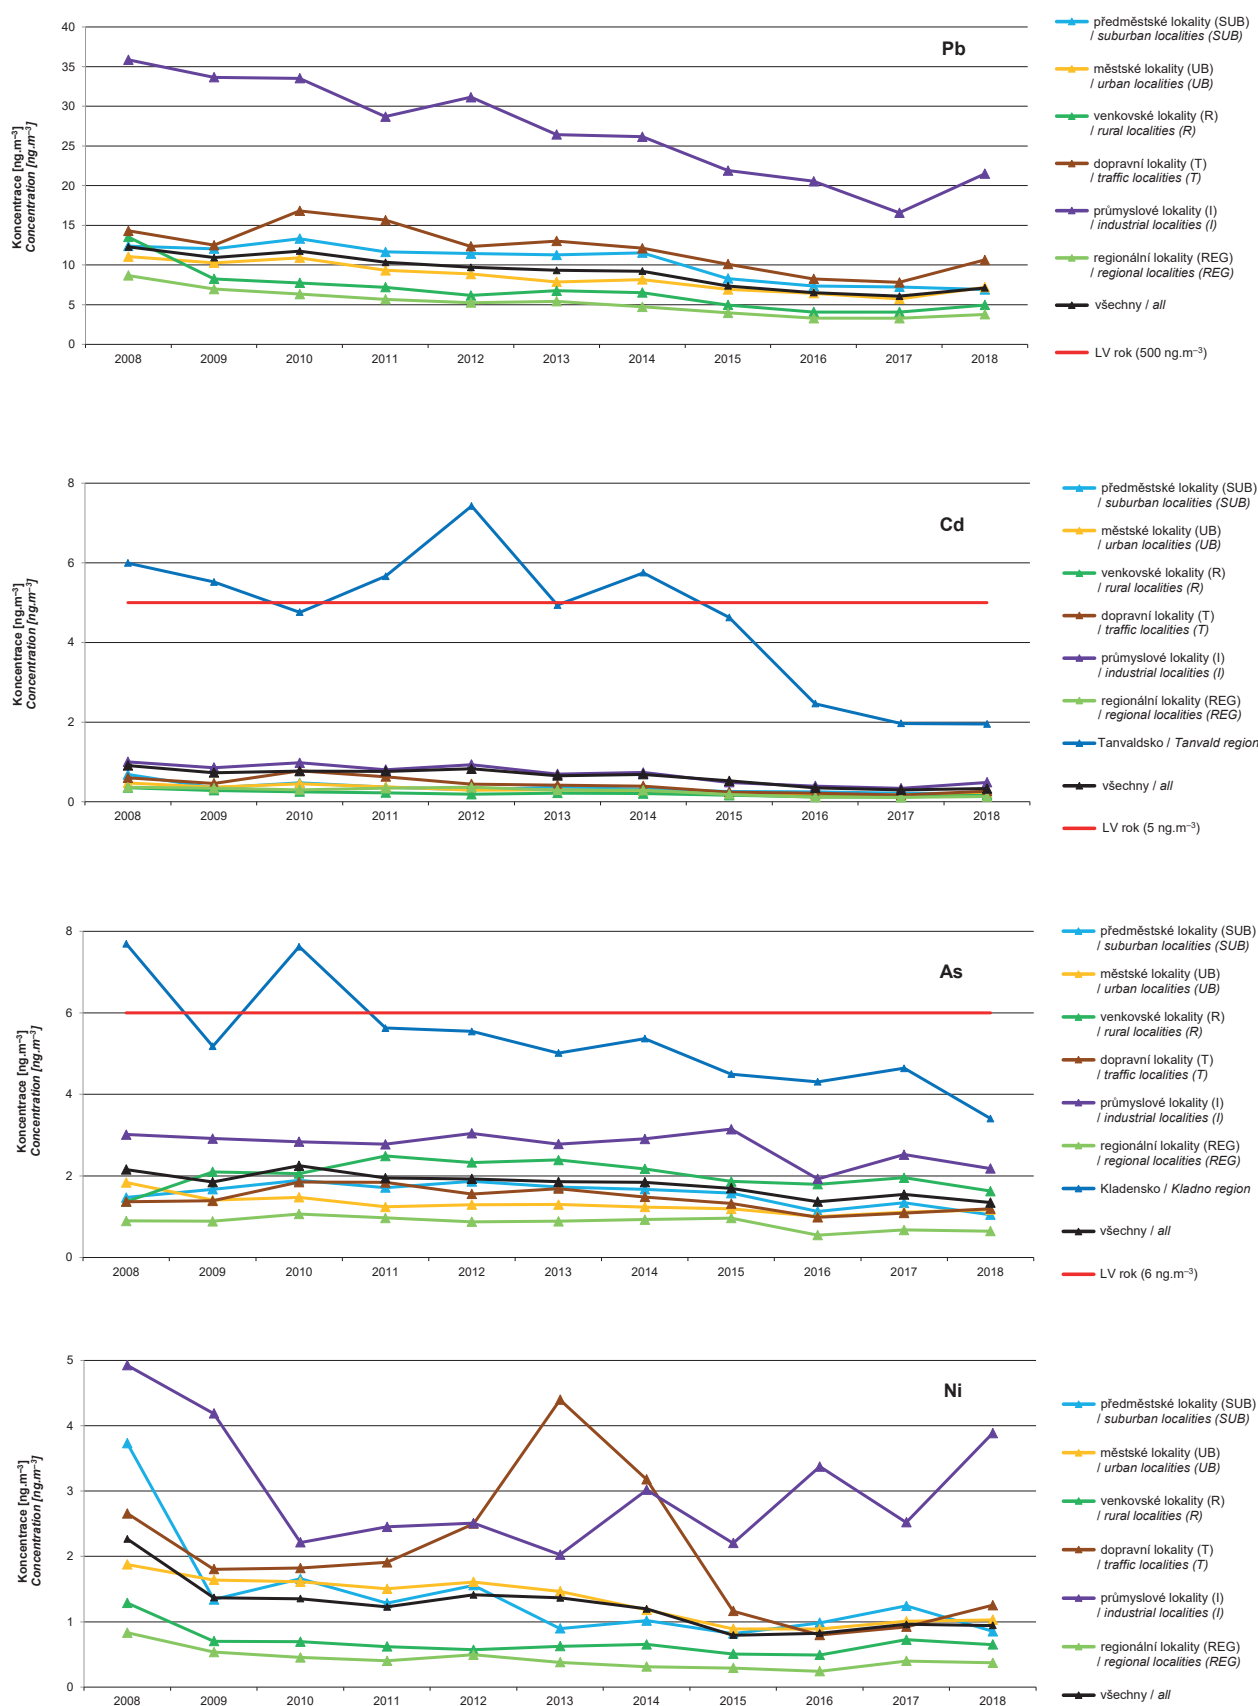 Pb
Koncentrace [ng.m⁻³]
Concentration [ng.m⁻³]
40
35
30
25
20
15
10
5
0
2008 2009 2010 2011 2012 2013 2014 2015 2016 2017 2018
předměstské lokality (SUB)
/ suburban localities (SUB)
městské lokality (UB)
/ urban localities (UB)
venkovské lokality (R)
/ rural localities (R)
dopravní lokality (T)
/ traffic localities (T)
průmyslové lokality (I)
/ industrial localities (I)
regionální lokality (REG)
/ regional localities (REG)
všechny / all
LV rok (500 ng.m⁻³)
Cd
Koncentrace [ng.m⁻³]
Concentration [ng.m⁻³]
8
6
4
2
0
2008 2009 2010 2011 2012 2013 2014 2015 2016 2017 2018
předměstské lokality (SUB)
/ suburban localities (SUB)
městské lokality (UB)
/ urban localities (UB)
venkovské lokality (R)
/ rural localities (R)
dopravní lokality (T)
/ traffic localities (T)
průmyslové lokality (I)
/ industrial localities (I)
regionální lokality (REG)
/ regional localities (REG)
Tanvaldsko / Tanvald region
všechny / all
LV rok (5 ng.m⁻³)
As
Koncentrace [ng.m⁻³]
Concentration [ng.m⁻³]
8
6
4
2
0
2008 2009 2010 2011 2012 2013 2014 2015 2016 2017 2018
předměstské lokality (SUB)
/ suburban localities (SUB)
městské lokality (UB)
/ urban localities (UB)
venkovské lokality (R)
/ rural localities (R)
dopravní lokality (T)
/ traffic localities (T)
průmyslové lokality (I)
/ industrial localities (I)
regionální lokality (REG)
/ regional localities (REG)
Kladensko / Kladno region
všechny / all
LV rok (6 ng.m⁻³)
Ni
Koncentrace [ng.m⁻³]
Concentration [ng.m⁻³]
5
4
3
2
1
0
2008 2009 2010 2011 2012 2013 2014 2015 2016 2017 2018
předměstské lokality (SUB)
/ suburban localities (SUB)
městské lokality (UB)
/ urban localities (UB)
venkovské lokality (R)
/ rural localities (R)
dopravní lokality (T)
/ traffic localities (T)
průmyslové lokality (I)
/ industrial localities (I)
regionální lokality (REG)
/ regional localities (REG)
všechny / all